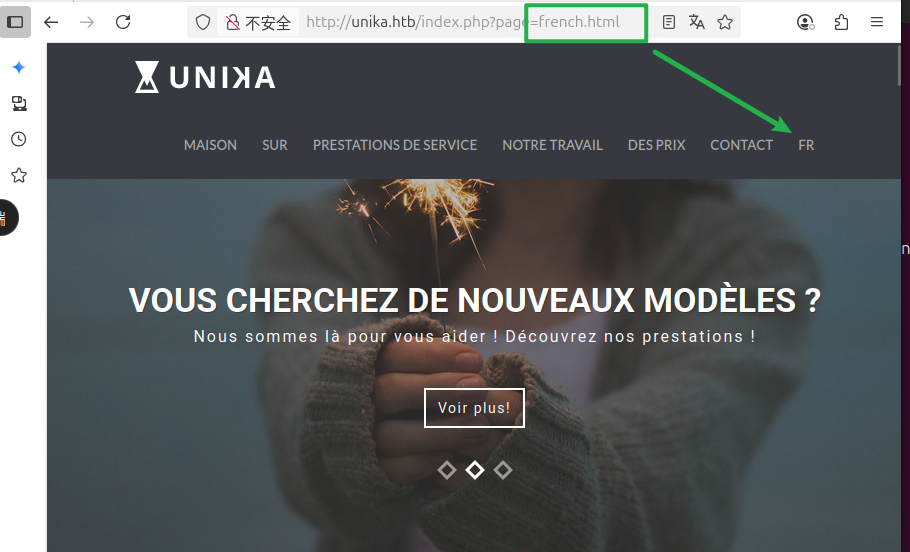 不安全 http://unika.htb/index.php?page=french.html
UNIKA
MAISON SUR PRESTATIONS DE SERVICE NOTRE TRAVAIL DES PRIX CONTACT FR
VOUS CHERCHEZ DE NOUVEAUX MODÈLES ?
Nous sommes là pour vous aider ! Découvrez nos prestations !
Voir plus!